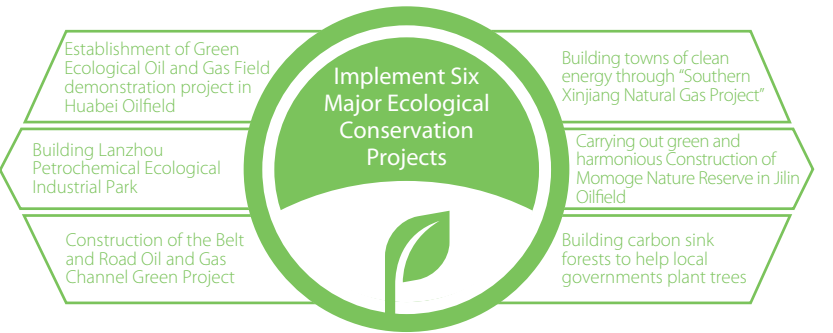 Implement Six
Major Ecological
Conservation
Projects
Establishment of Green
Ecological Oil and Gas Field
demonstration project in
Huabei Oilfield
Building Lanzhou
Petrochemical Ecological
Industrial Park
Construction of the Belt
and Road Oil and Gas
Channel Green Project
Building towns of clean
energy through “Southern
Xinjiang Natural Gas Project”
Carrying out green and
harmonious Construction of
Momoge Nature Reserve in Jilin
Oilfield
Building carbon sink
forests to help local
governments plant trees